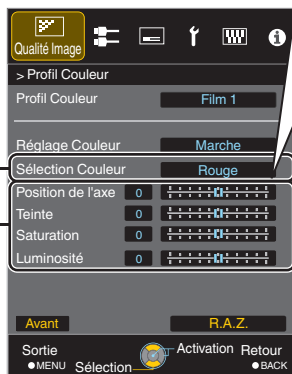 Qualité Image
> Profil Couleur
Profil Couleur Film 1
Réglage Couleur Marche
Sélection Couleur Rouge
Position de l'axe 0
Teinte 0
Saturation 0
Luminosité 0
Avant R.A.Z.
Sortie Activation Retour
●MENU Sélection ●BACK